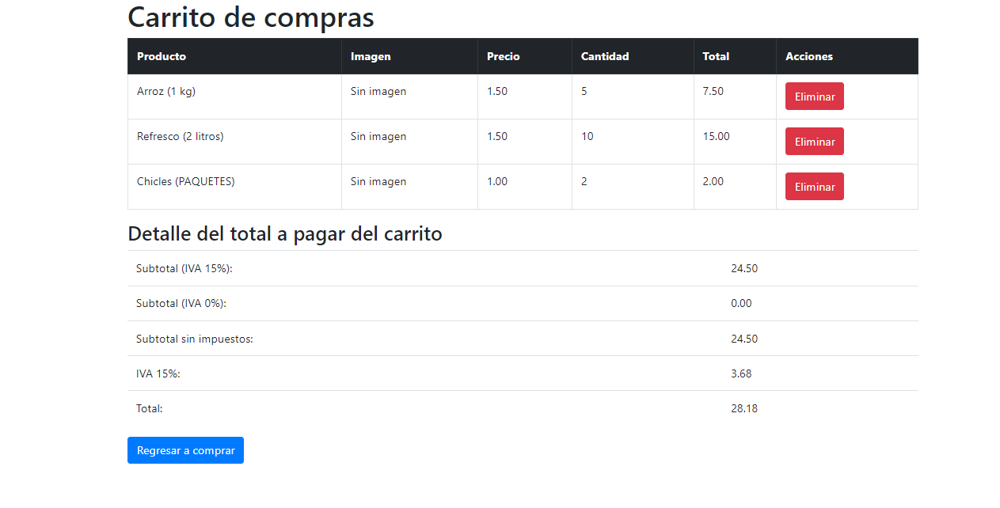 Carrito de compras
Producto Imagen Precio Cantidad Total Acciones
Arroz (1 kg) Sin imagen 1.50 5 7.50 Eliminar
Refresco (2 litros) Sin imagen 1.50 10 15.00 Eliminar
Chicles (PAQUETES) Sin imagen 1.00 2 2.00 Eliminar
Detalle del total a pagar del carrito
Subtotal (IVA 15%): 24.50
Subtotal (IVA 0%): 0.00
Subtotal sin impuestos: 24.50
IVA 15%: 3.68
Total: 28.18
Regresar a comprar